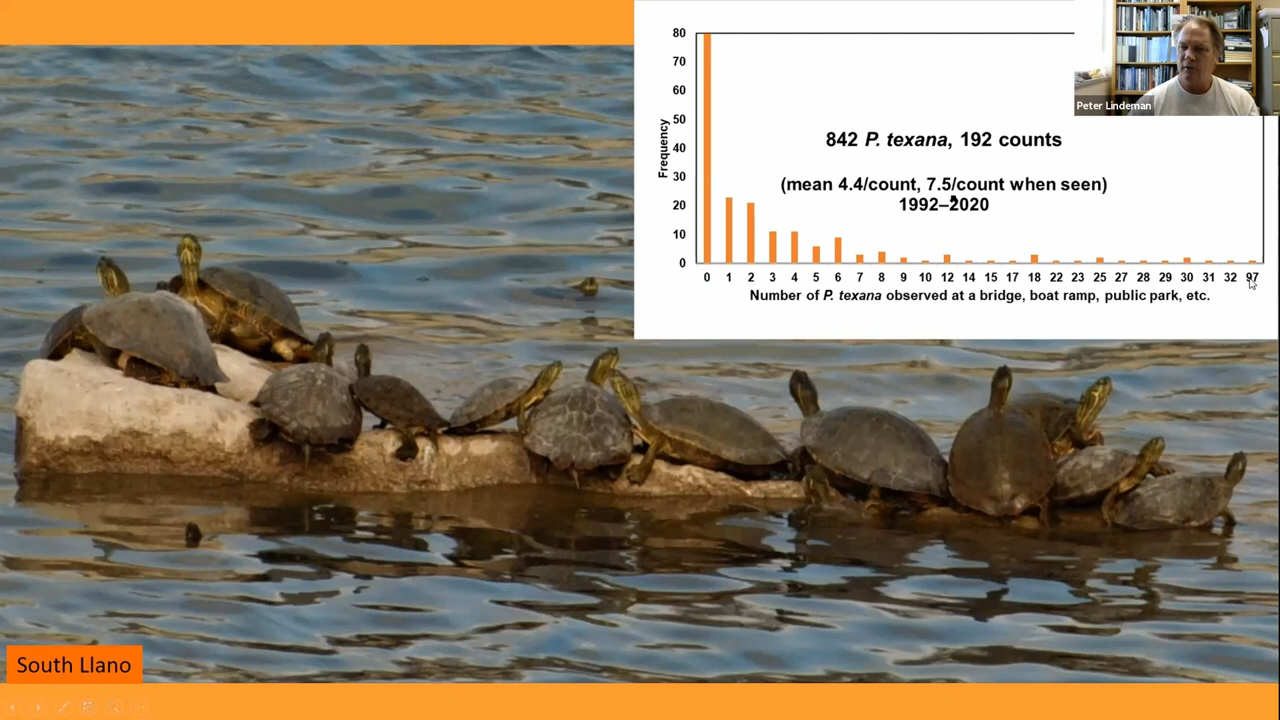 80
70
60
50
40
30
20
10
0
Frequency
842 P. texana, 192 counts
(mean 4.4/count, 7.5/count when seen)
1992–2020
0 1 2 3 4 5 6 7 8 9 10 12 14 15 17 18 22 23 25 27 28 29 30 31 32 97
Number of P. texana observed at a bridge, boat ramp, public park, etc.
Peter Lindeman
South Llano